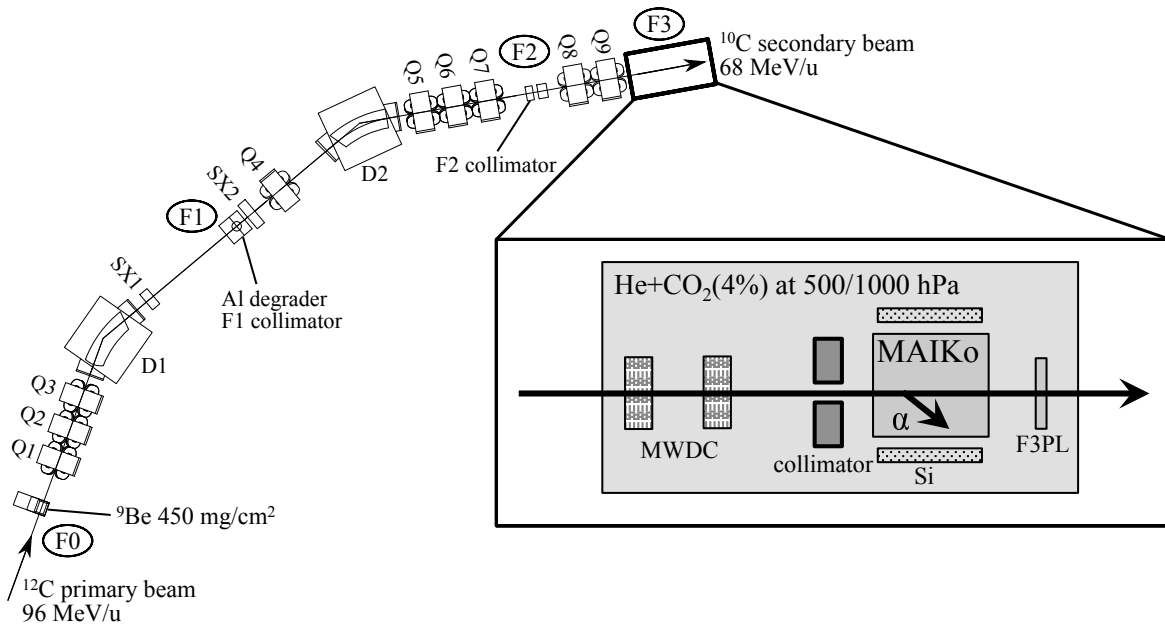 F3
¹⁰C secondary beam
68 MeV/u
Q9
Q8
F2
Q7
Q6
Q5
F2 collimator
D2
Q4
SX2
F1
Al degrader
F1 collimator
SX1
D1
Q3
Q2
Q1
⁹Be 450 mg/cm²
F0
¹²C primary beam
96 MeV/u
He+CO₂(4%) at 500/1000 hPa
MAIKo
α
MWDC
collimator
Si
F3PL